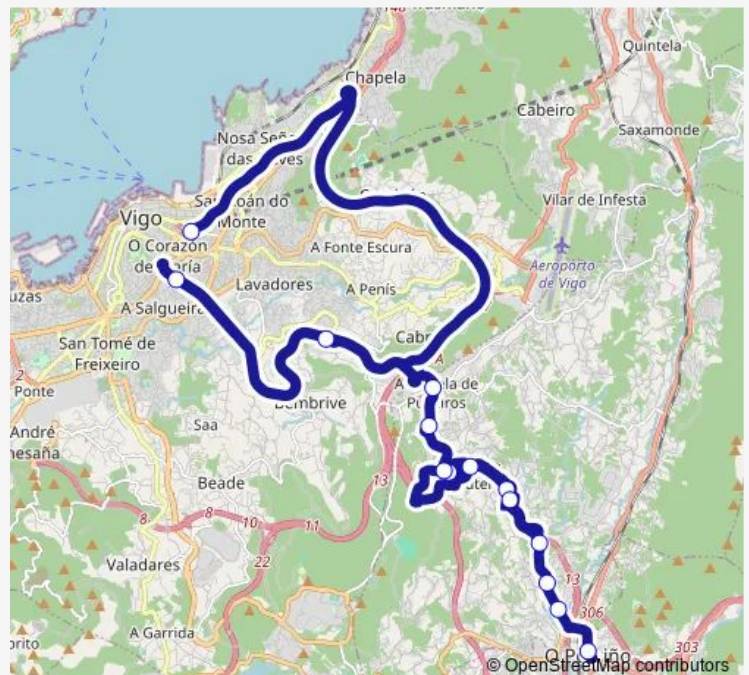 Chapela
Quintela
Cabeiro
Saxamonde
Nosa Seño
das Neves
San Xoán do
Monte
Vilar de Infesta
Vigo
O Corazón
de María
A Fonte Escura
Aeroporto
de Vigo
Lavadores
A Penís
A Salgueira
San Tomé de
Freixeiro
2
Ponte
Bembrive
Saa
13
Beade
8
8
10
11
22
Valadares
13
306
A Garrida
303
© OpenStreetMap contributors